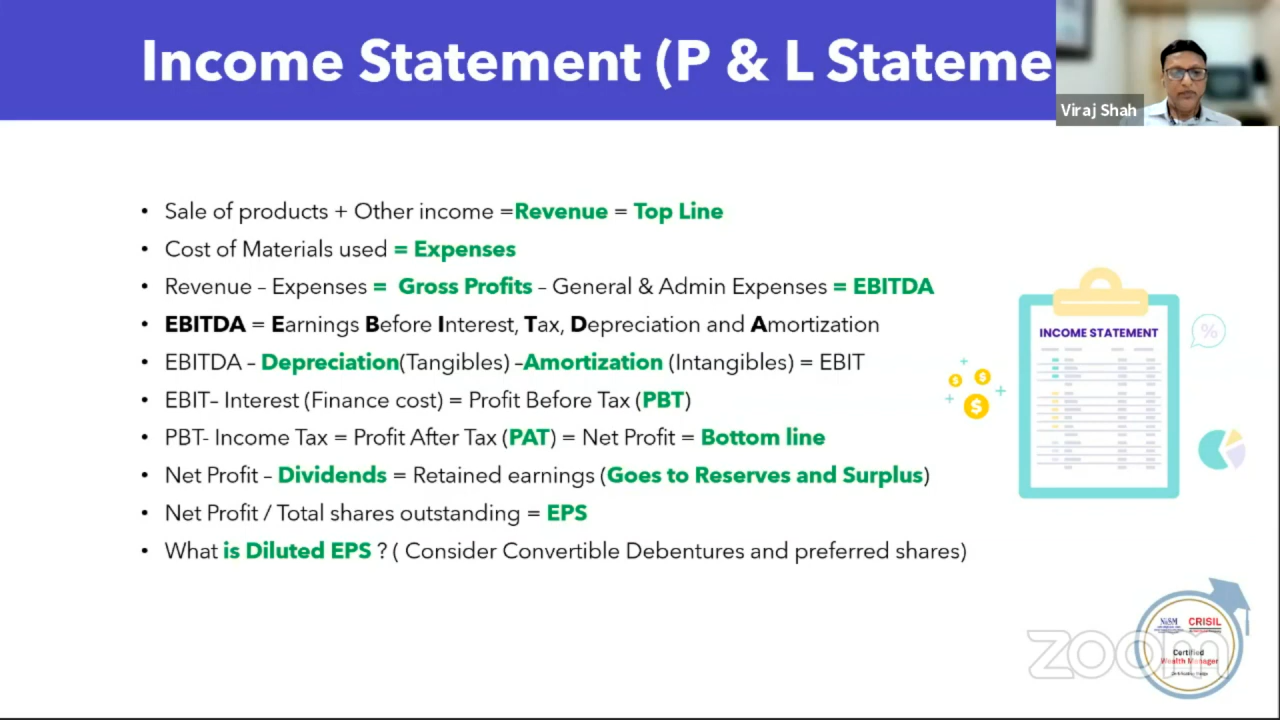 Income Statement (P & L Stateme
Viraj Shah
• Sale of products + Other income =Revenue = Top Line
• Cost of Materials used = Expenses
• Revenue – Expenses = Gross Profits – General & Admin Expenses = EBITDA
• EBITDA = Earnings Before Interest, Tax, Depreciation and Amortization
• EBITDA – Depreciation(Tangibles) –Amortization (Intangibles) = EBIT
• EBIT– Interest (Finance cost) = Profit Before Tax (PBT)
• PBT- Income Tax = Profit After Tax (PAT) = Net Profit = Bottom line
• Net Profit – Dividends = Retained earnings (Goes to Reserves and Surplus)
• Net Profit / Total shares outstanding = EPS
• What is Diluted EPS ? ( Consider Convertible Debentures and preferred shares)
INCOME STATEMENT
%
$
$
$
NISM CRISIL
Certified
Wealth Manager
zoom